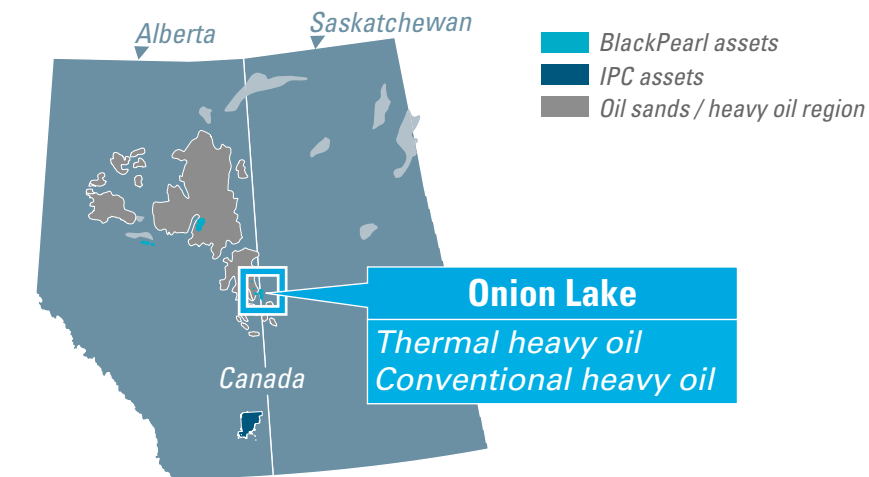 Alberta
Saskatchewan
BlackPearl assets
IPC assets
Oil sands / heavy oil region
Onion Lake
Thermal heavy oil
Conventional heavy oil
Canada